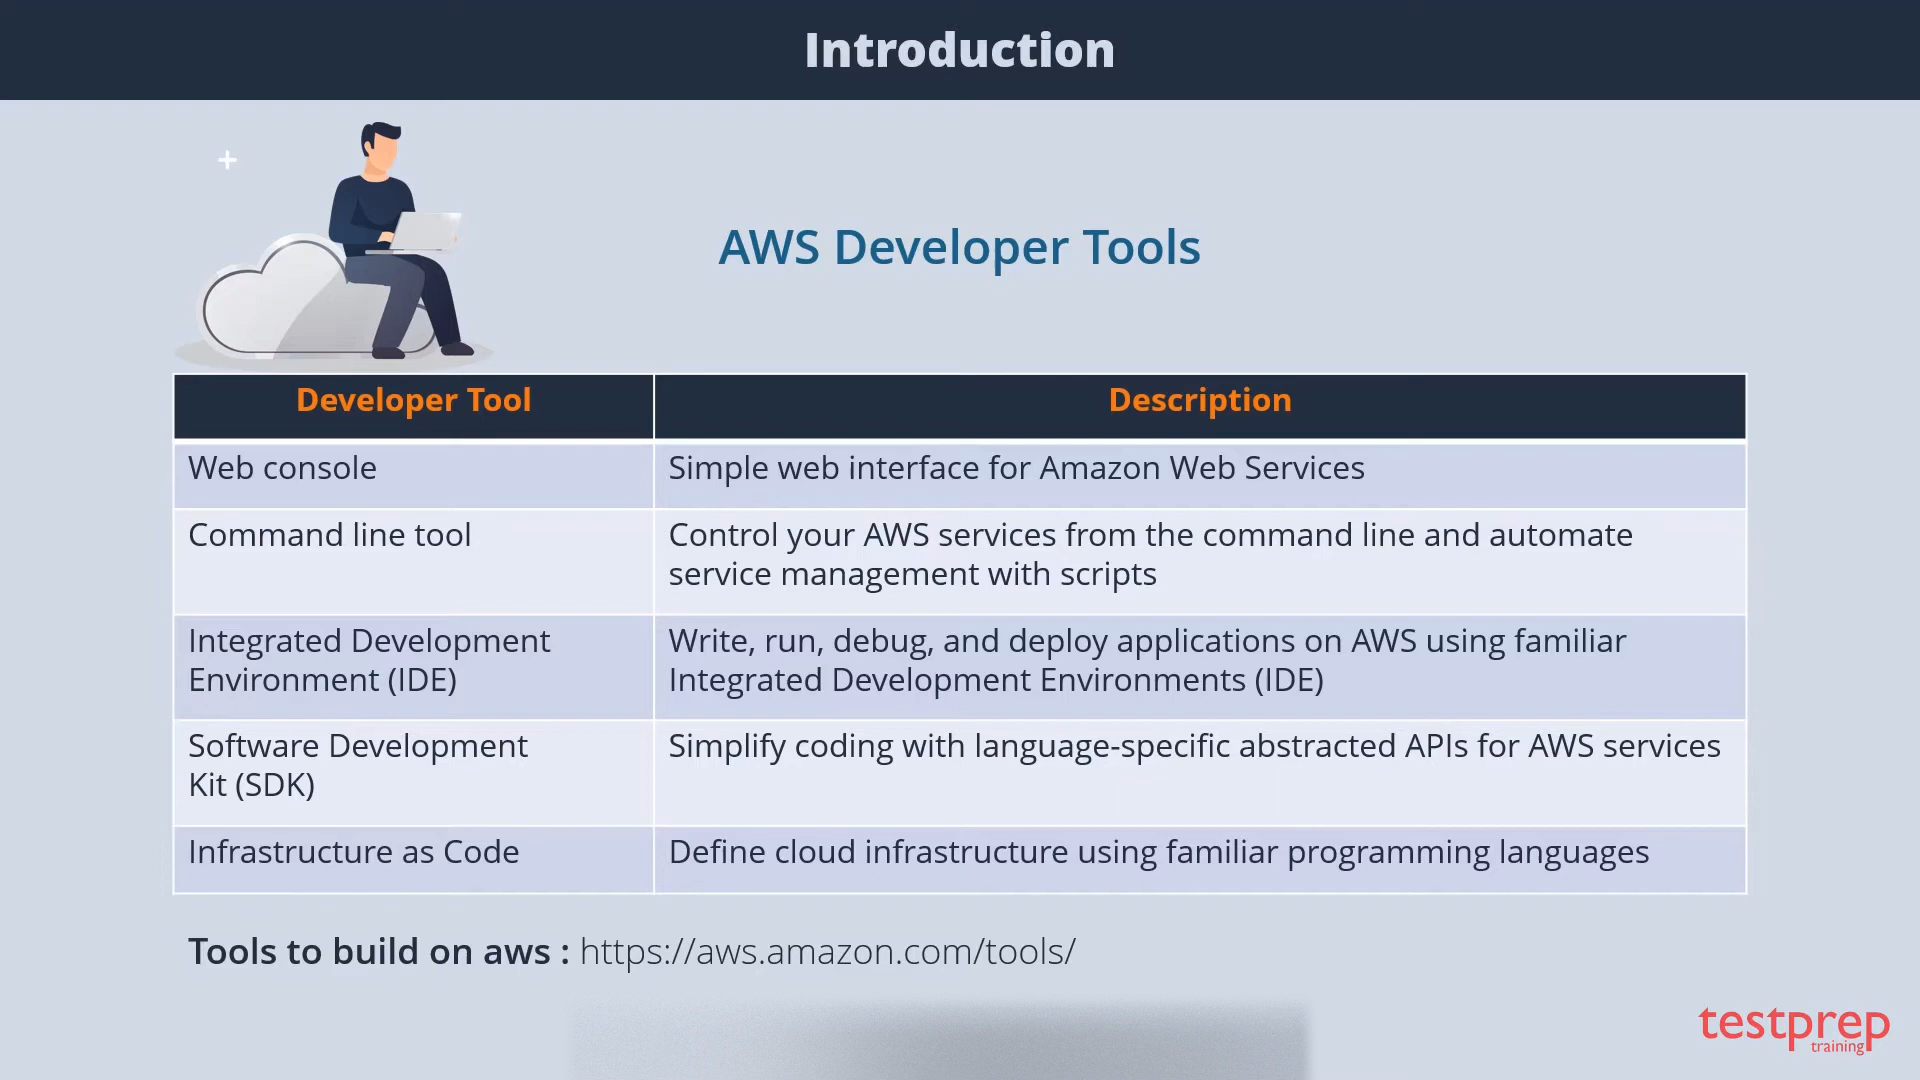 Introduction
AWS Developer Tools
Developer Tool
Description
Web console
Simple web interface for Amazon Web Services
Command line tool
Control your AWS services from the command line and automate
service management with scripts
Integrated Development
Environment (IDE)
Write, run, debug, and deploy applications on AWS using familiar
Integrated Development Environments (IDE)
Software Development
Kit (SDK)
Simplify coding with language-specific abstracted APIs for AWS services
Infrastructure as Code
Define cloud infrastructure using familiar programming languages
Tools to build on aws : https://aws.amazon.com/tools/
testprep
training